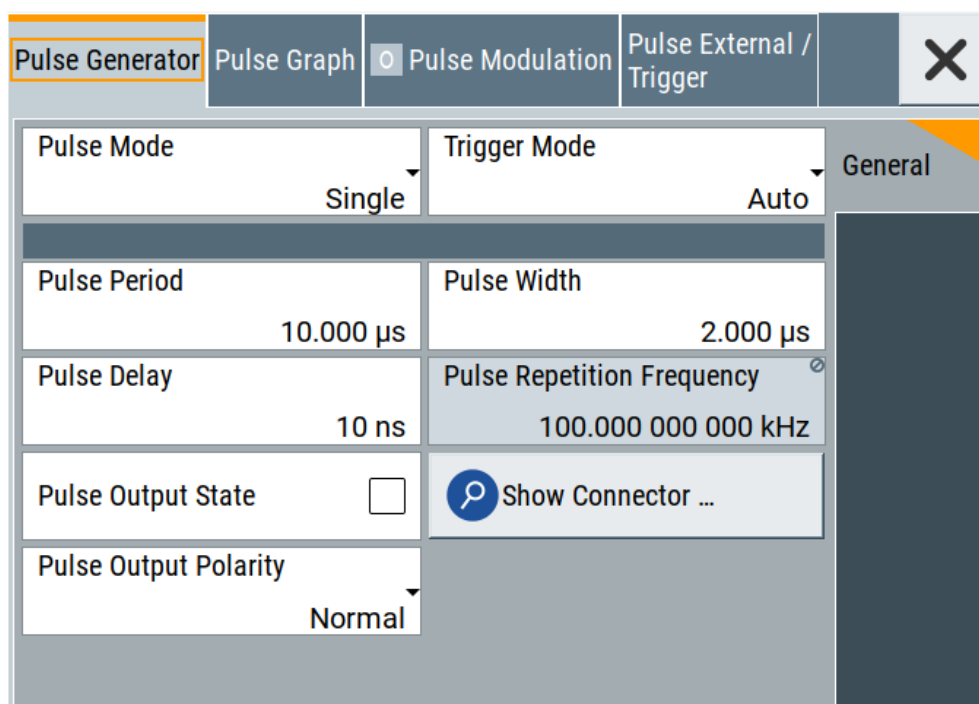 Pulse Generator
Pulse Graph
0 Pulse Modulation
Pulse External /
Trigger
Pulse Mode
Single
Trigger Mode
Auto
General
Pulse Period
10.000 µs
Pulse Width
2.000 µs
Pulse Delay
10 ns
Pulse Repetition Frequency
100.000 000 000 kHz
Pulse Output State
Show Connector ...
Pulse Output Polarity
Normal